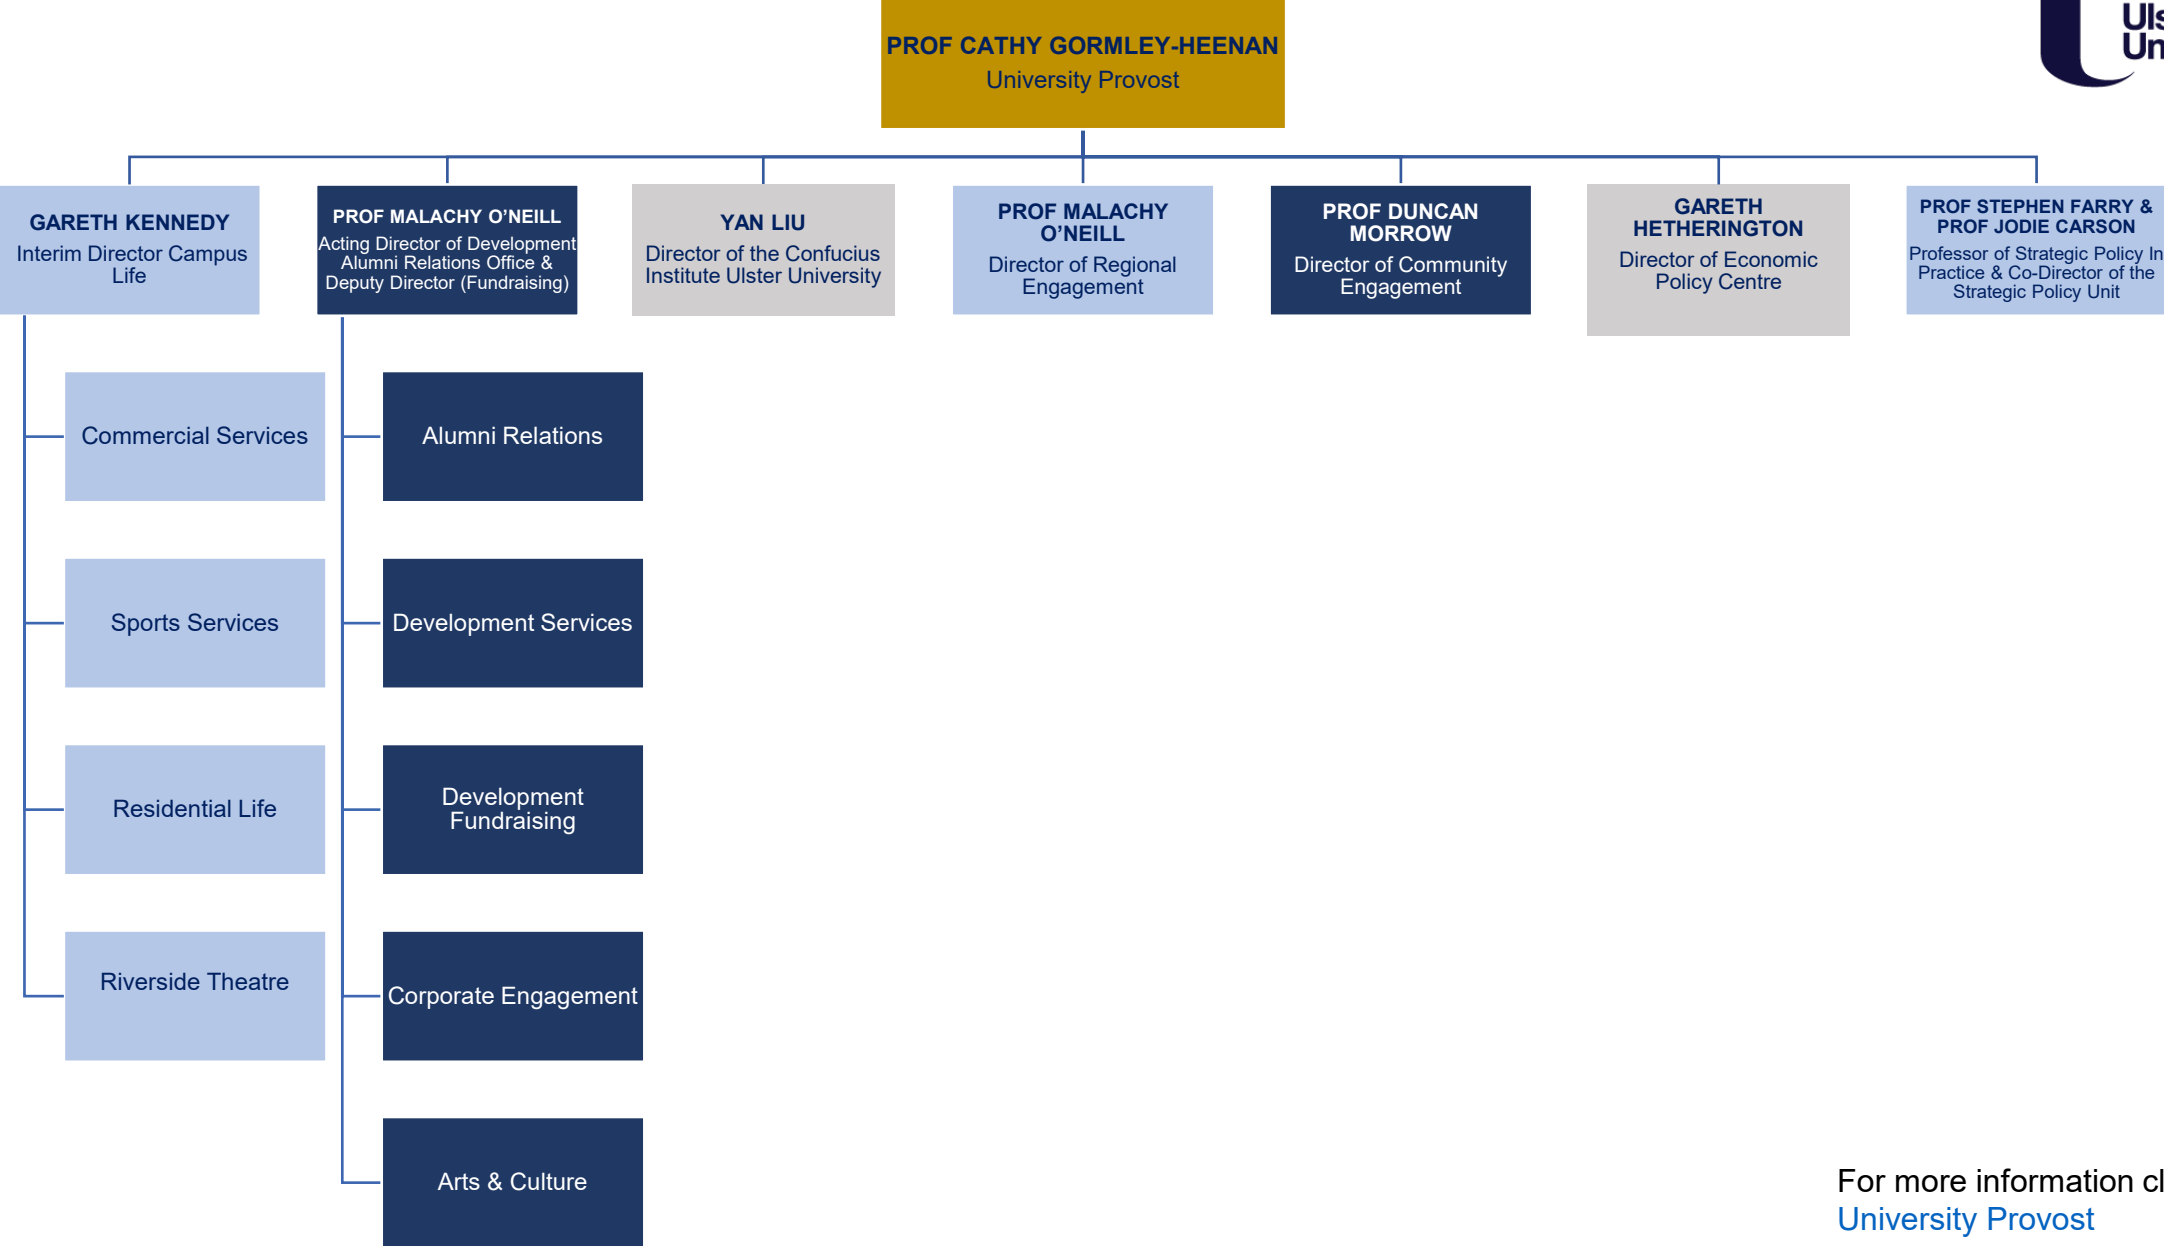 PROF CATHY GORMLEY-HEENAN
University Provost
Uls
Un
GARETH KENNEDY
Interim Director Campus
Life
PROF MALACHY O’NEILL
Acting Director of Development
Alumni Relations Office &
Deputy Director (Fundraising)
YAN LIU
Director of the Confucius
Institute Ulster University
PROF MALACHY
O’NEILL
Director of Regional
Engagement
PROF DUNCAN
MORROW
Director of Community
Engagement
GARETH
HETHERINGTON
Director of Economic
Policy Centre
PROF STEPHEN FARRY &
PROF JODIE CARSON
Professor of Strategic Policy In
Practice & Co-Director of the
Strategic Policy Unit
Commercial Services
Sports Services
Residential Life
Riverside Theatre
Alumni Relations
Development Services
Development
Fundraising
Corporate Engagement
Arts & Culture
For more information cl
University Provost